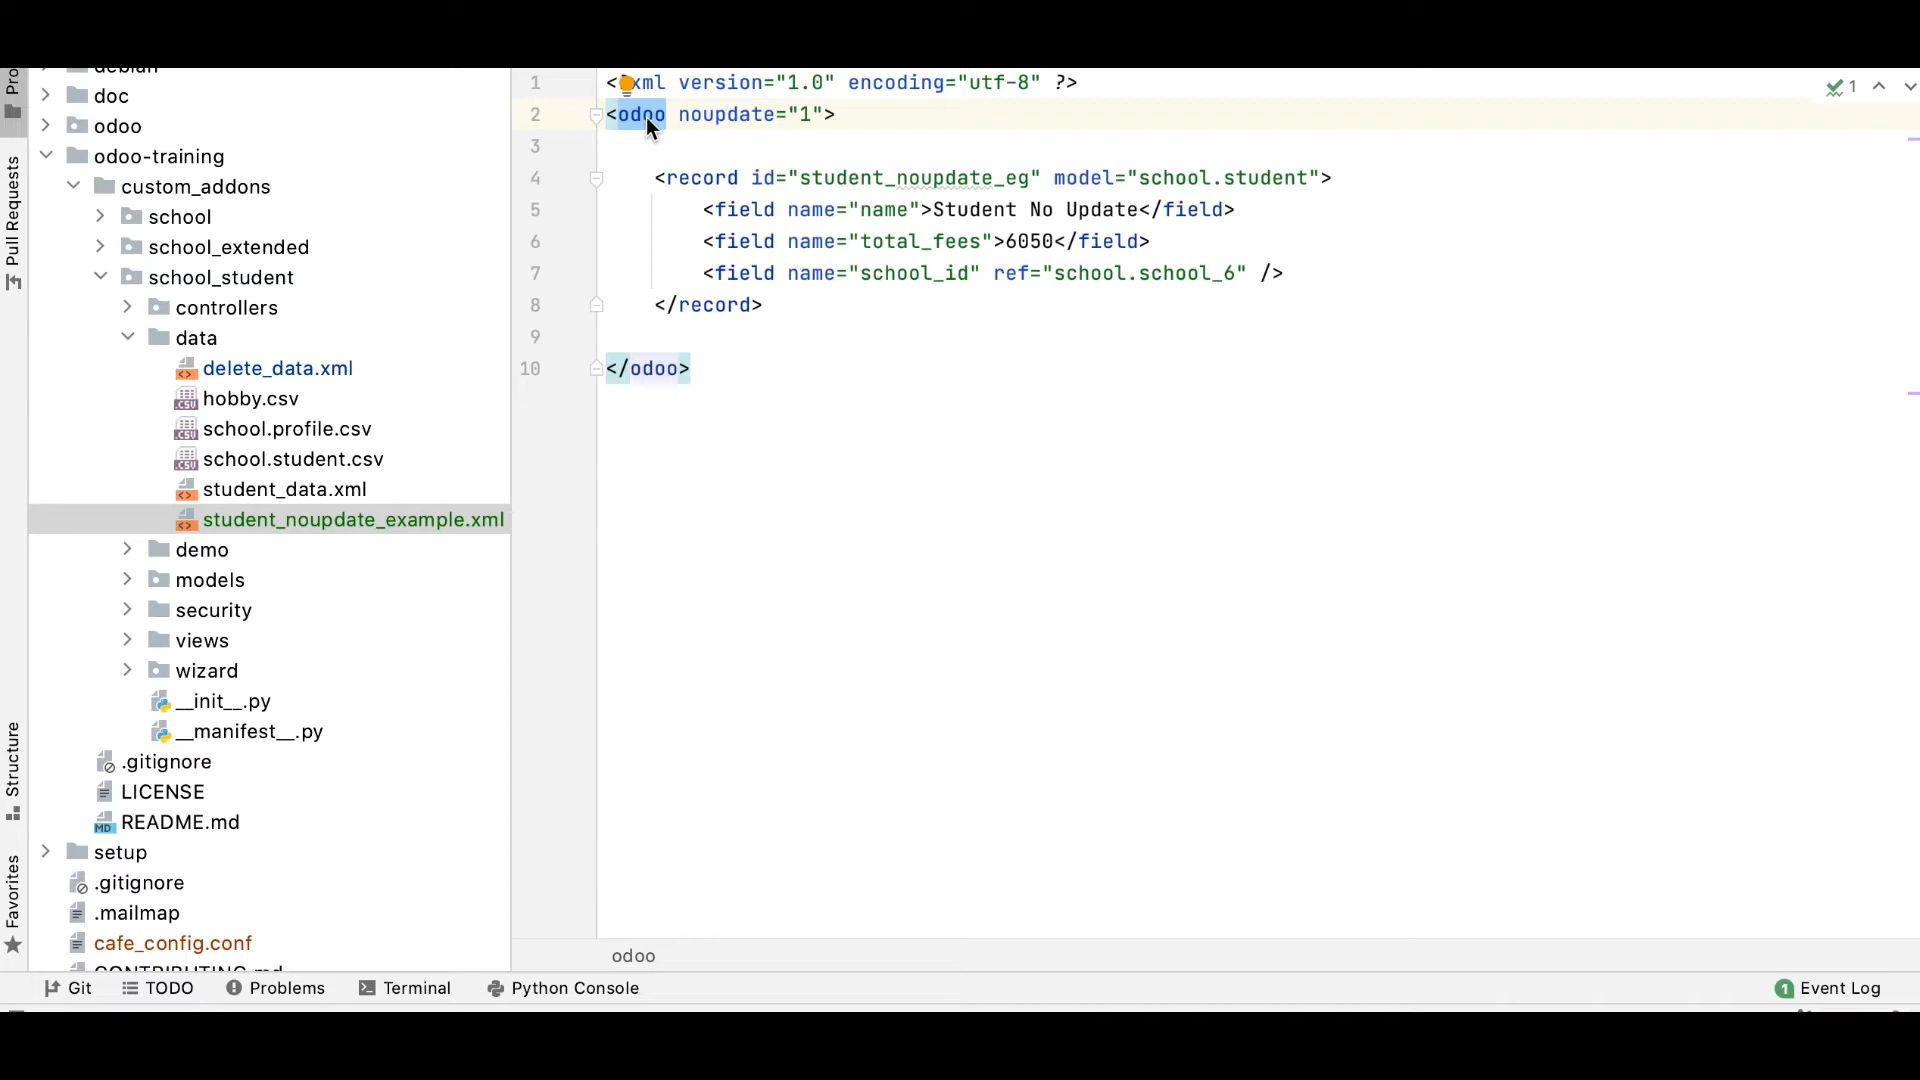 Pro
Pull Requests
Structure
Favorites
debian
doc
odoo
odoo-training
custom_addons
school
school_extended
school_student
controllers
data
delete_data.xml
hobby.csv
school.profile.csv
school.student.csv
student_data.xml
student_noupdate_example.xml
demo
models
security
views
wizard
__init__.py
__manifest__.py
.gitignore
LICENSE
README.md
setup
.gitignore
.mailmap
cafe_config.conf
CONTRIBUTING.md
1 <?xml version="1.0" encoding="utf-8" ?>
2 <odoo noupdate="1">
3
4 <record id="student_noupdate_eg" model="school.student">
5 <field name="name">Student No Update</field>
6 <field name="total_fees">6050</field>
7 <field name="school_id" ref="school.school_6" />
8 </record>
9
10 </odoo>
1
odoo
Git TODO Problems Terminal Python Console 1 Event Log